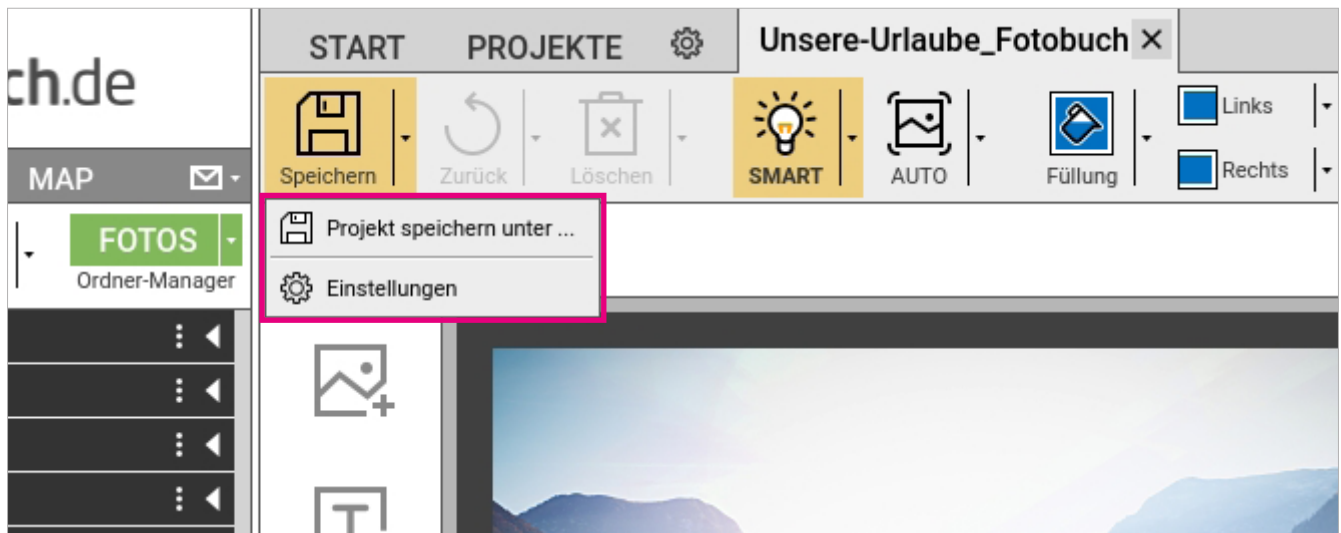 START PROJEKTE Unsere-Urlaube_Fotobuch
ch.de
Links
Speichern Zurück Löschen SMART AUTO Füllung Rechts
MAP
Projekt speichern unter ...
FOTOS
Ordner-Manager
Einstellungen
T